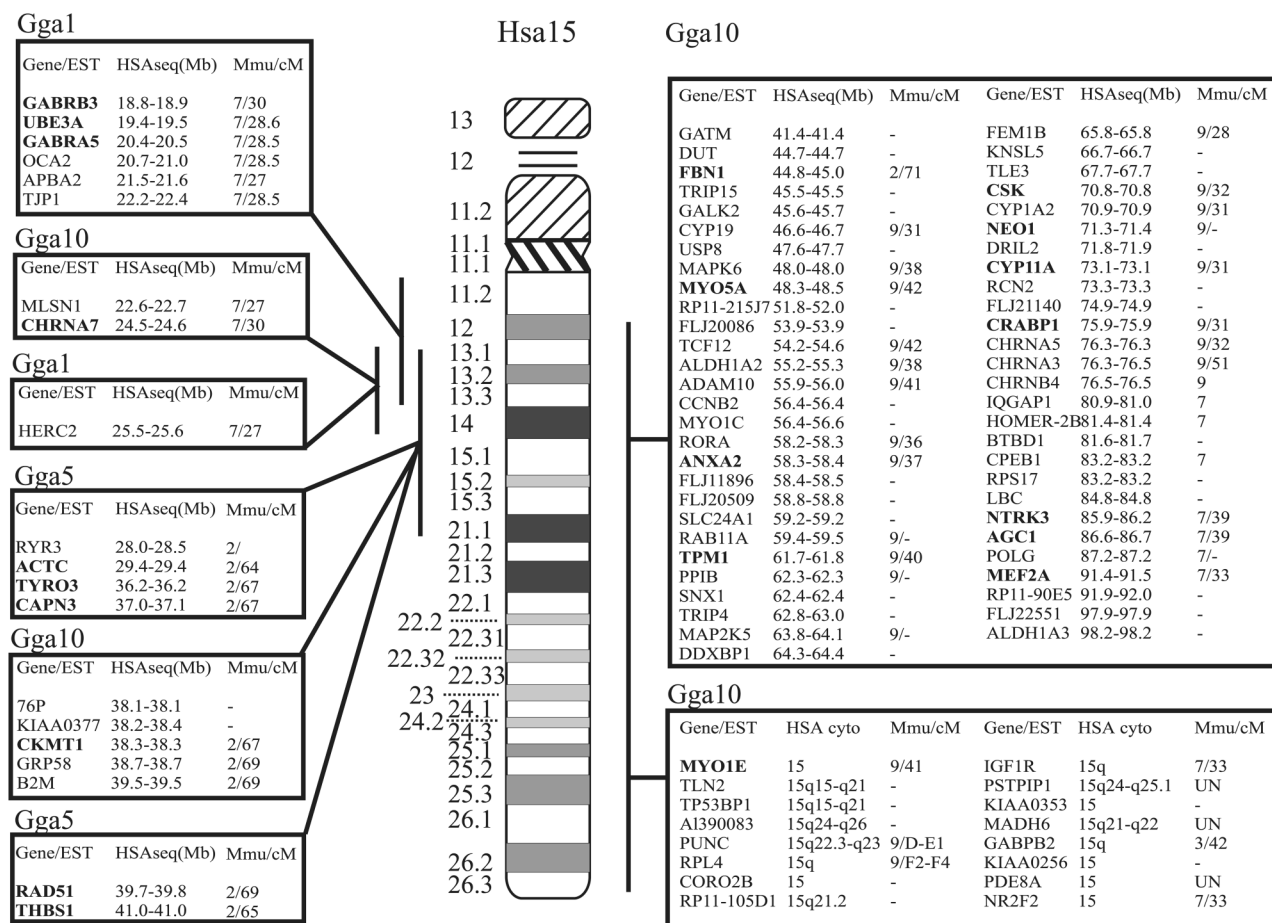 Gga1
Gene/EST HSAseq(Mb) Mmu/cM
GABRB3 18.8-18.9 7/30
UBE3A 19.4-19.5 7/28.6
GABRA5 20.4-20.5 7/28.5
OCA2 20.7-21.0 7/28.5
APBA2 21.5-21.6 7/27
TJP1 22.2-22.4 7/28.5
Gga10
Gene/EST HSAseq(Mb) Mmu/cM
MLSN1 22.6-22.7 7/27
CHRNA7 24.5-24.6 7/30
Gga1
Gene/EST HSAseq(Mb) Mmu/cM
HERC2 25.5-25.6 7/27
Gga5
Gene/EST HSAseq(Mb) Mmu/cM
RYR3 28.0-28.5 2/
ACTC 29.4-29.4 2/64
TYRO3 36.2-36.2 2/67
CAPN3 37.0-37.1 2/67
Gga10
Gene/EST HSAseq(Mb) Mmu/cM
76P 38.1-38.1 -
KIAA0377 38.2-38.4 -
CKMT1 38.3-38.3 2/67
GRP58 38.7-38.7 2/69
B2M 39.5-39.5 2/69
Gga5
Gene/EST HSAseq(Mb) Mmu/cM
RAD51 39.7-39.8 2/69
THBS1 41.0-41.0 2/65
Hsa15
13
12
11.2
11.1
11.1
11.2
12
13.1
13.2
13.3
14
15.1
15.2
15.3
21.1
21.2
21.3
22.1
22.2
22.31
22.32
22.33
23
24.1
24.2
24.3
25.1
25.2
25.3
26.1
26.2
26.3
Gga10
Gene/EST HSAseq(Mb) Mmu/cM Gene/EST HSAseq(Mb) Mmu/cM
GATM 41.4-41.4 - FEM1B 65.8-65.8 9/28
DUT 44.7-44.7 - KNSL5 66.7-66.7 -
FBN1 44.8-45.0 2/71 TLE3 67.7-67.7 -
TRIP15 45.5-45.5 - CSK 70.8-70.8 9/32
GALK2 45.6-45.7 - CYP1A2 70.9-70.9 9/31
CYP19 46.6-46.7 9/31 NEO1 71.3-71.4 9/-
USP8 47.6-47.7 - DRIL2 71.8-71.9 -
MAPK6 48.0-48.0 9/38 CYP11A 73.1-73.1 9/31
MYO5A 48.3-48.5 9/42 RCN2 73.3-73.3 -
RP11-215J7 51.8-52.0 - FLJ21140 74.9-74.9 -
FLJ20086 53.9-53.9 - CRABP1 75.9-75.9 9/31
TCF12 54.2-54.6 9/42 CHRNA5 76.3-76.3 9/32
ALDH1A2 55.2-55.3 9/38 CHRNA3 76.3-76.5 9/51
ADAM10 55.9-56.0 9/41 CHRNB4 76.5-76.5 9
CCNB2 56.4-56.4 - IQGAP1 80.9-81.0 7
MYO1C 56.4-56.6 - HOMER-2B 81.4-81.4 7
RORA 58.2-58.3 9/36 BTBD1 81.6-81.7 -
ANXA2 58.3-58.4 9/37 CPEB1 83.2-83.2 7
FLJ11896 58.4-58.5 - RPS17 83.2-83.2 -
FLJ20509 58.8-58.8 - LBC 84.8-84.8 -
SLC24A1 59.2-59.2 - NTRK3 85.9-86.2 7/39
RAB11A 59.4-59.5 9/- AGC1 86.6-86.7 7/39
TPM1 61.7-61.8 9/40 POLG 87.2-87.2 7/-
PPIB 62.3-62.3 9/- MEF2A 91.4-91.5 7/33
SNX1 62.4-62.4 - RP11-90E5 91.9-92.0 -
TRIP4 62.8-63.0 - FLJ22551 97.9-97.9 -
MAP2K5 63.8-64.1 9/- ALDH1A3 98.2-98.2 -
DDXBP1 64.3-64.4 -
Gga10
Gene/EST HSA cyto Mmu/cM Gene/EST HSA cyto Mmu/cM
MYO1E 15 9/41 IGF1R 15q 7/33
TLN2 15q15-q21 - PSTPIP1 15q24-q25.1 UN
TP53BP1 15q15-q21 - KIAA0353 15 -
AI390083 15q24-q26 - MADH6 15q21-q22 UN
PUNC 15q22.3-q23 9/D-E1 GABPB2 15q 3/42
RPL4 15q 9/F2-F4 KIAA0256 15 -
CORO2B 15 - PDE8A 15 UN
RP11-105D1 15q21.2 - NR2F2 15 7/33